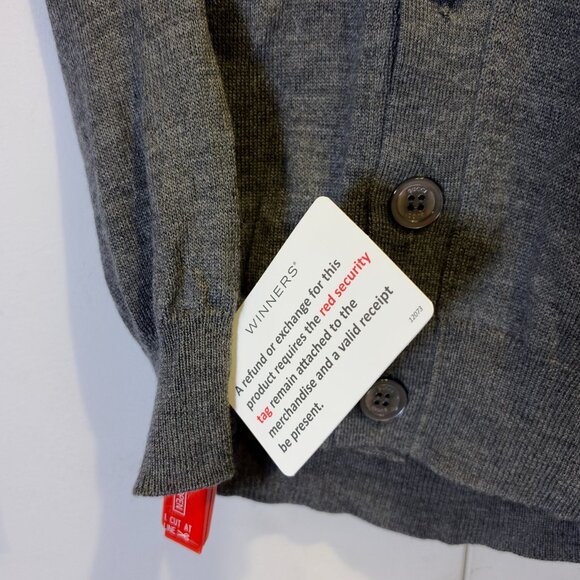 WINNERS®
A refund or exchange for this
product requires the red security
tag remain attached to the
merchandise and a valid receipt
be present.
12073
CUT AT